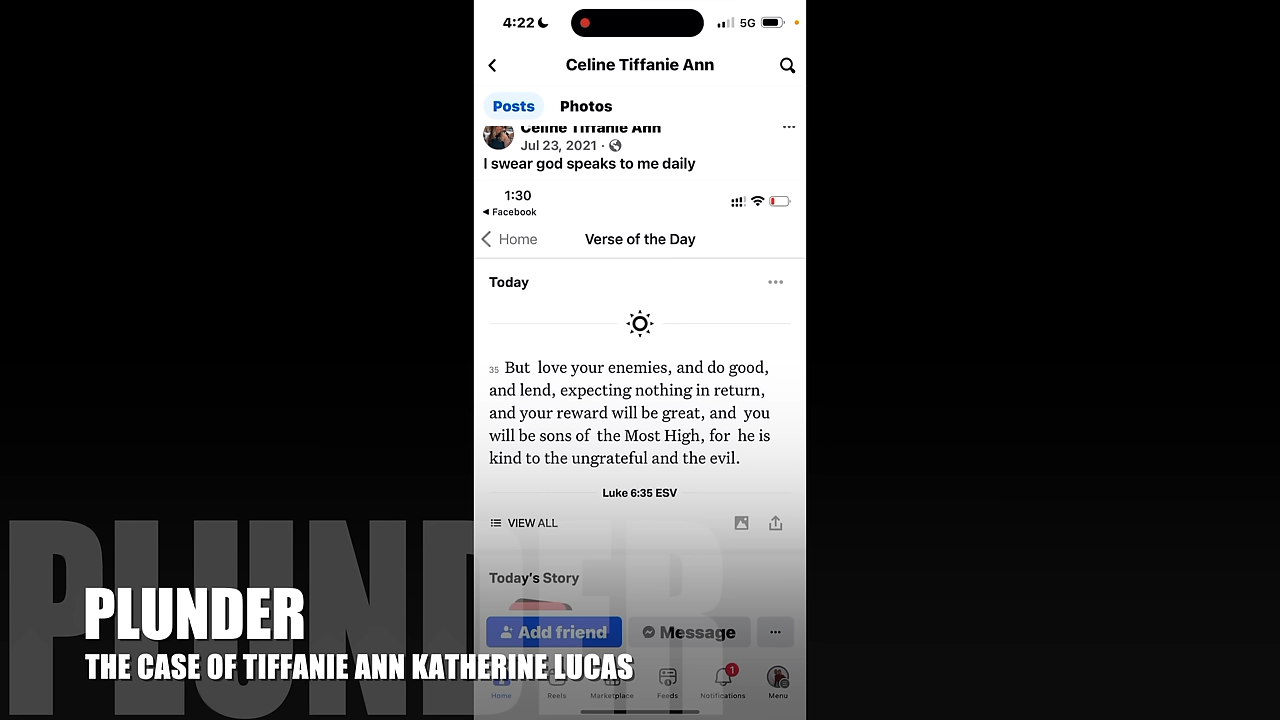 4:22
5G
Celine Tiffanie Ann
Posts
Photos
Celine Tiffanie Ann
Jul 23, 2021 ·
I swear god speaks to me daily
1:30
◄ Facebook
Home
Verse of the Day
Today
35 But love your enemies, and do good,
and lend, expecting nothing in return,
and your reward will be great, and you
will be sons of the Most High, for he is
kind to the ungrateful and the evil.
Luke 6:35 ESV
VIEW ALL
Today's Story
PLUNDER
Add friend
Message
PLUNDER
THE CASE OF TIFFANIE ANN KATHERINE LUCAS
1
Home
Reels
Marketplace
Feeds
Notifications
Menu